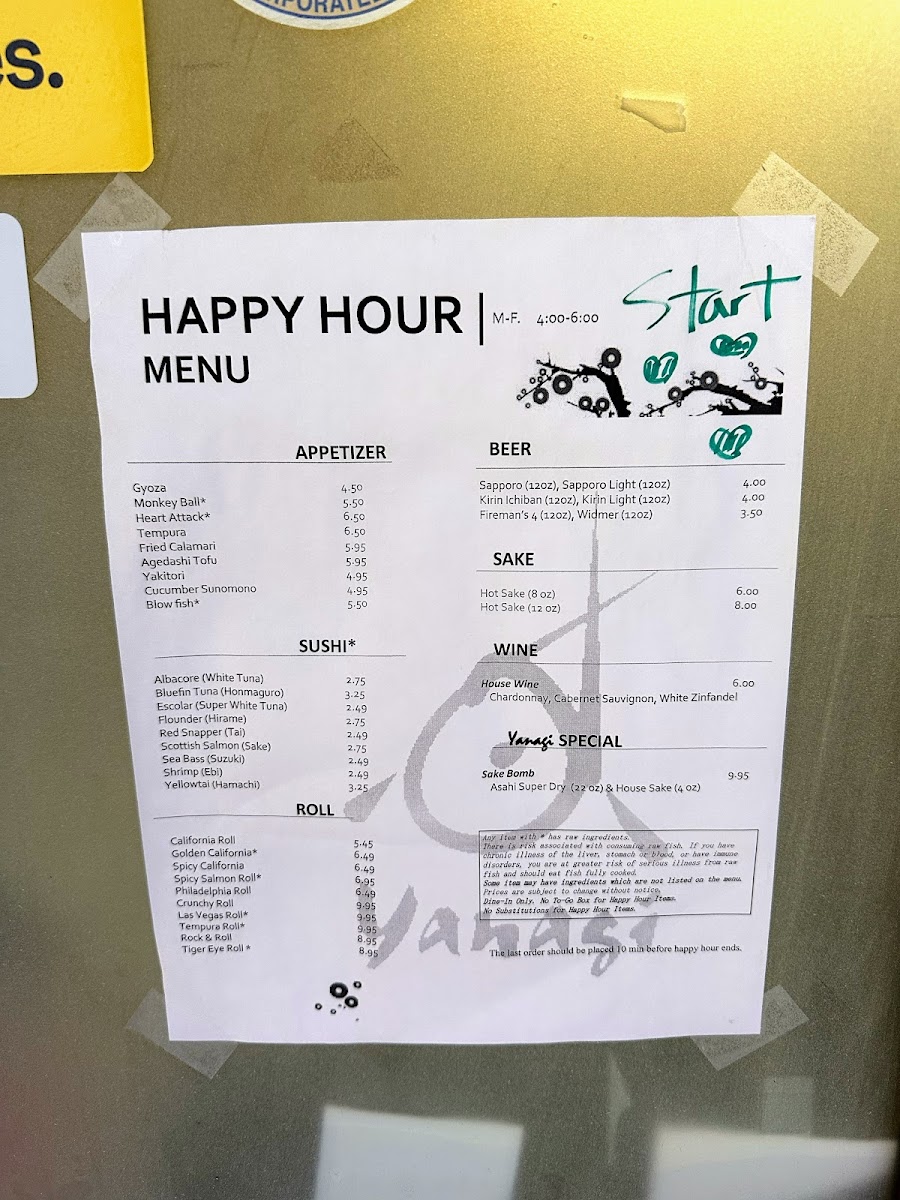 PORATE
es.
HAPPY HOUR
M-F. 4:00-6:00
Start
MENU
APPETIZER
Gyoza 4.50
Monkey Ball* 5.50
Heart Attack* 6.50
Tempura 6.50
Fried Calamari 5.95
Agedashi Tofu 5.95
Yakitori 4.95
Cucumber Sunomono 4.95
Blow fish* 5.50
SUSHI*
Albacore (White Tuna) 2.75
Bluefin Tuna (Honmaguro) 3.25
Escolar (Super White Tuna) 2.49
Flounder (Hirame) 2.75
Red Snapper (Tai) 2.49
Scottish Salmon (Sake) 2.75
Sea Bass (Suzuki) 2.49
Shrimp (Ebi) 2.49
Yellowtai (Hamachi) 3.25
ROLL
California Roll 5.45
Golden California* 6.49
Spicy California 6.49
Spicy Salmon Roll* 6.95
Philadelphia Roll 6.49
Crunchy Roll 9.95
Las Vegas Roll* 9.95
Tempura Roll* 9.95
Rock & Roll 8.95
Tiger Eye Roll * 8.95
BEER
Sapporo (12oz), Sapporo Light (12oz) 4.00
Kirin Ichiban (12oz), Kirin Light (12oz) 4.00
Fireman's 4 (12oz), Widmer (12oz) 3.50
SAKE
Hot Sake (8 oz) 6.00
Hot Sake (12 oz) 8.00
WINE
House Wine 6.00
Chardonnay, Cabernet Sauvignon, White Zinfandel
Yanagi SPECIAL
Sake Bomb 9.95
Asahi Super Dry (22 oz) & House Sake (4 oz)
Any item with * has raw ingredients.
There is risk associated with consuming raw fish. If you have
chronic illness of the liver, stomach or blood, or have immune
disorders, you are at greater risk of serious illness from raw
fish and should eat fish fully cooked.
Some item may have ingredients which are not listed on the menu.
Prices are subject to change without notice.
Dine-In Only. No To-Go Box for Happy Hour Items.
No Substitutions for Happy Hour Items.
Yanagi
The last order should be placed 10 min before happy hour ends.